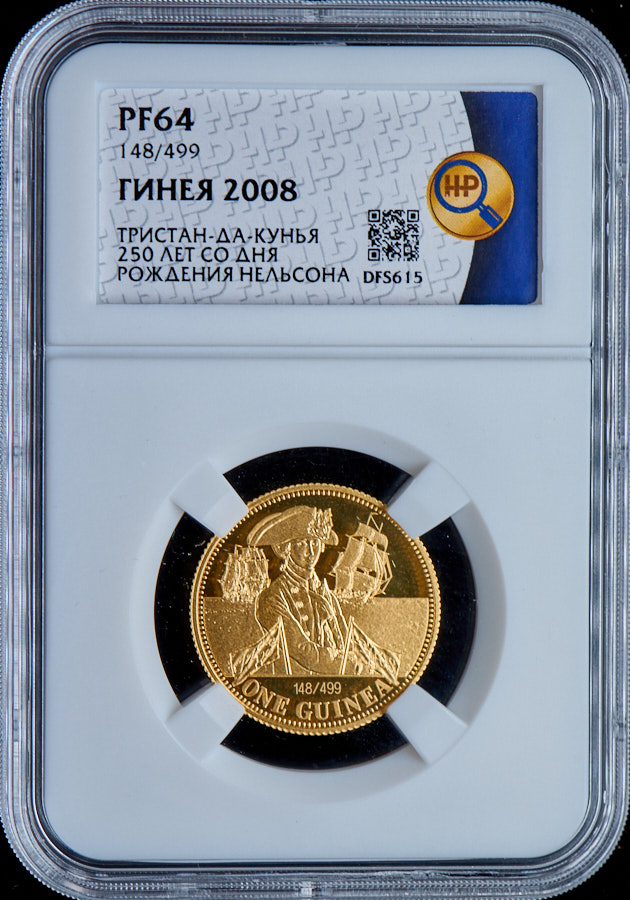 PF64
148/499
ГИНЕЯ 2008
ТРИСТАН-ДА-КУНЬЯ
250 ЛЕТ СО ДНЯ
РОЖДЕНИЯ НЕЛЬСОНА
DFS615
НР
148/499
ONE GUINEA